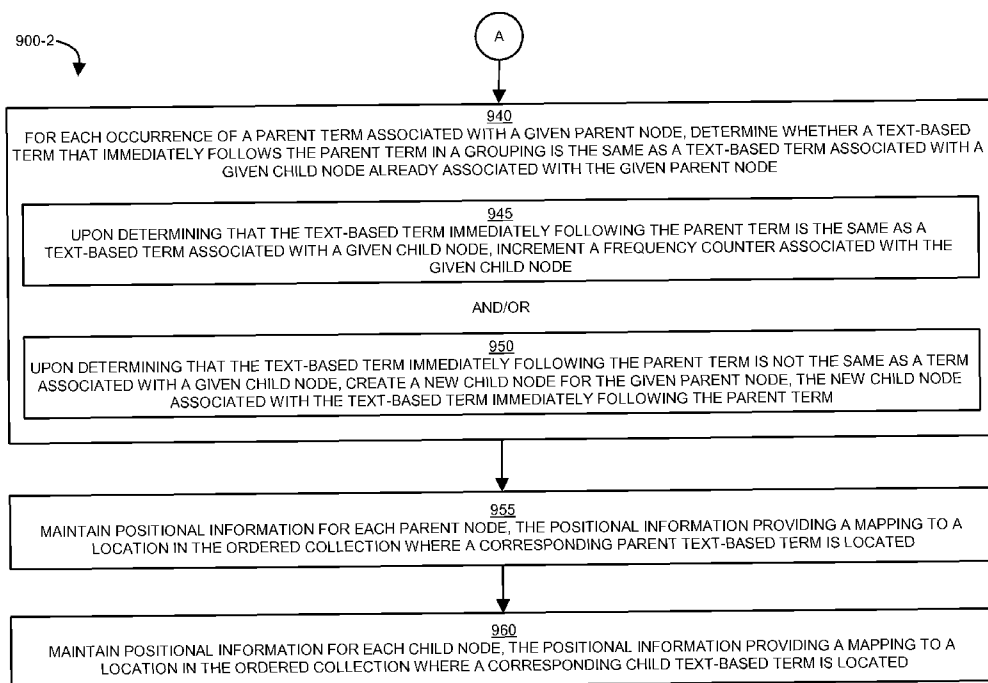 900-2
A
940
FOR EACH OCCURRENCE OF A PARENT TERM ASSOCIATED WITH A GIVEN PARENT NODE, DETERMINE WHETHER A TEXT-BASED
TERM THAT IMMEDIATELY FOLLOWS THE PARENT TERM IN A GROUPING IS THE SAME AS A TEXT-BASED TERM ASSOCIATED WITH A
GIVEN CHILD NODE ALREADY ASSOCIATED WITH THE GIVEN PARENT NODE
945
UPON DETERMINING THAT THE TEXT-BASED TERM IMMEDIATELY FOLLOWING THE PARENT TERM IS THE SAME AS A
TEXT-BASED TERM ASSOCIATED WITH A GIVEN CHILD NODE, INCREMENT A FREQUENCY COUNTER ASSOCIATED WITH THE
GIVEN CHILD NODE
AND/OR
950
UPON DETERMINING THAT THE TEXT-BASED TERM IMMEDIATELY FOLLOWING THE PARENT TERM IS NOT THE SAME AS A TERM
ASSOCIATED WITH A GIVEN CHILD NODE, CREATE A NEW CHILD NODE FOR THE GIVEN PARENT NODE, THE NEW CHILD NODE
ASSOCIATED WITH THE TEXT-BASED TERM IMMEDIATELY FOLLOWING THE PARENT TERM
955
MAINTAIN POSITIONAL INFORMATION FOR EACH PARENT NODE, THE POSITIONAL INFORMATION PROVIDING A MAPPING TO A
LOCATION IN THE ORDERED COLLECTION WHERE A CORRESPONDING PARENT TEXT-BASED TERM IS LOCATED
960
MAINTAIN POSITIONAL INFORMATION FOR EACH CHILD NODE, THE POSITIONAL INFORMATION PROVIDING A MAPPING TO A
LOCATION IN THE ORDERED COLLECTION WHERE A CORRESPONDING CHILD TEXT-BASED TERM IS LOCATED